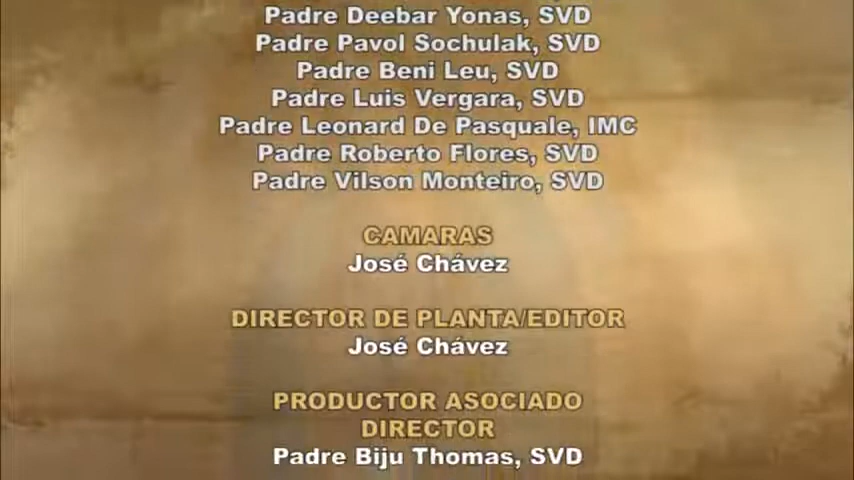 Padre Deebar Yonas, SVD
Padre Pavol Sochulak, SVD
Padre Beni Leu, SVD
Padre Luis Vergara, SVD
Padre Leonard De Pasquale, IMC
Padre Roberto Flores, SVD
Padre Vilson Monteiro, SVD
CAMARAS
José Chávez
DIRECTOR DE PLANTA/EDITOR
José Chávez
PRODUCTOR ASOCIADO
DIRECTOR
Padre Biju Thomas, SVD